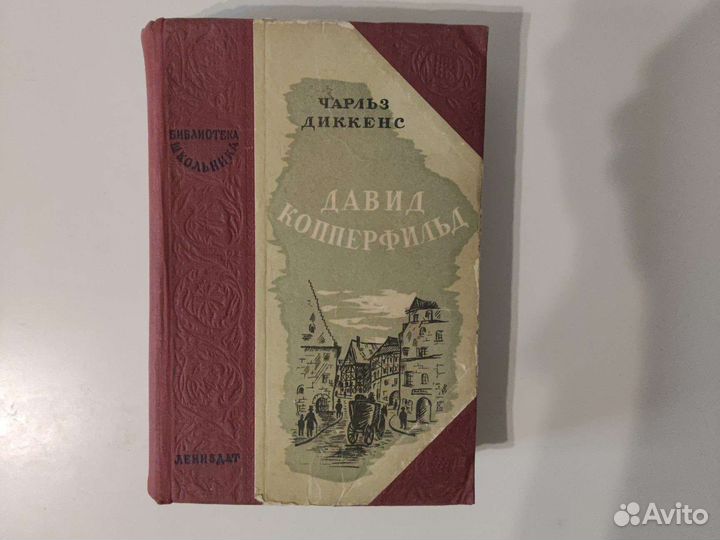 БИБЛИОТЕКА
ШКОЛЬНИКА
ЛЕНИЗДАТ
ЧАРЛЬЗ
ДИККЕНС
ДАВИД
КОППЕРФИЛЬД
Avito